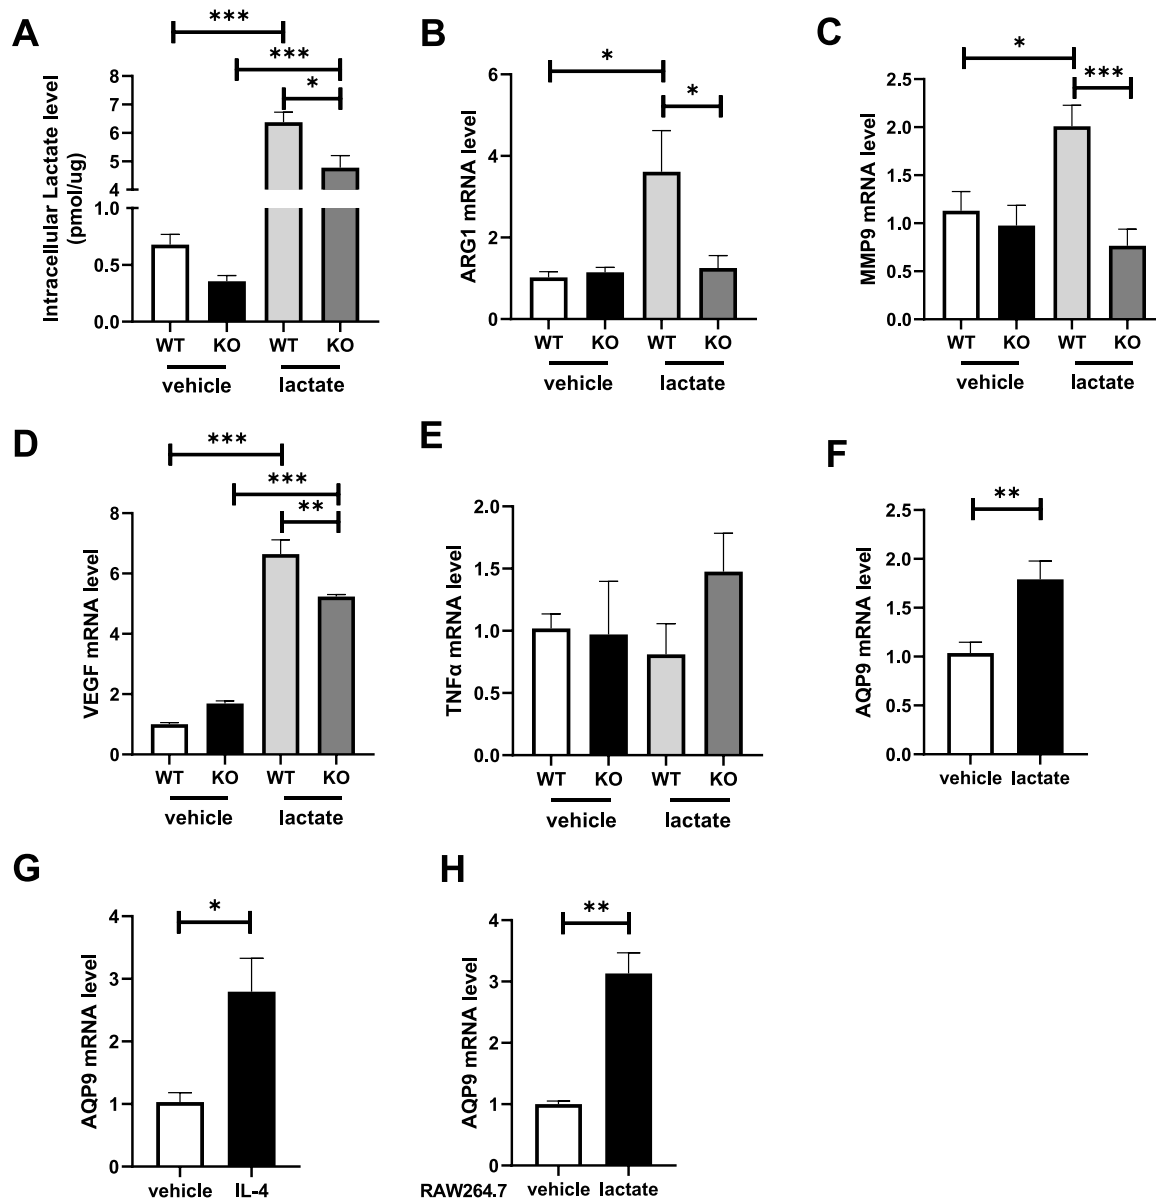 A
***
***
*
Intracellular Lactate level
(pmol/ug)
8
7
6
5
4
1.0
0.5
0.0
WT KO WT KO
vehicle lactate
B
*
*
ARG1 mRNA level
6
4
2
0
WT KO WT KO
vehicle lactate
C
*
***
MMP9 mRNA level
2.5
2.0
1.5
1.0
0.5
0.0
WT KO WT KO
vehicle lactate
D
***
***
**
VEGF mRNA level
8
6
4
2
0
WT KO WT KO
vehicle lactate
E
TNFα mRNA level
2.0
1.5
1.0
0.5
0.0
WT KO WT KO
vehicle lactate
F
**
AQP9 mRNA level
2.5
2.0
1.5
1.0
0.5
0.0
vehicle lactate
G
*
AQP9 mRNA level
4
3
2
1
0
vehicle IL-4
H
**
AQP9 mRNA level
4
3
2
1
0
RAW264.7 vehicle lactate